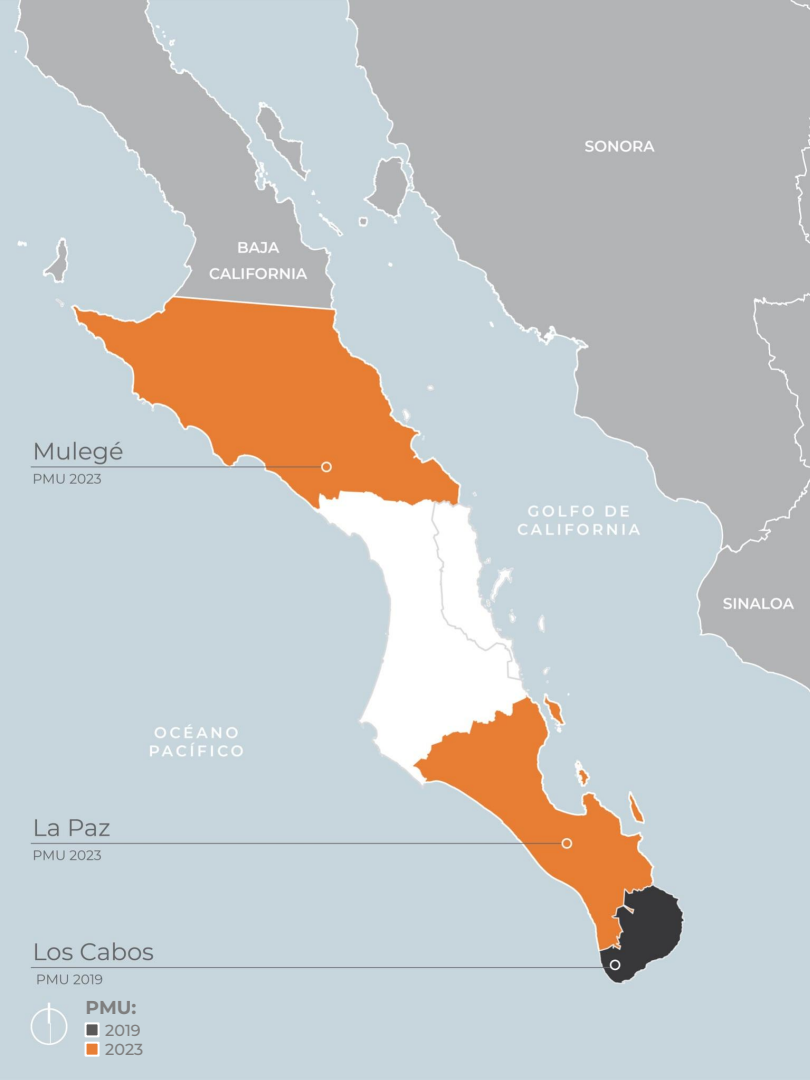 SONORA
BAJA
CALIFORNIA
Mulegé
PMU 2023
GOLFO DE
CALIFORNIA
SINALOA
OCÉANO
PACÍFICO
La Paz
PMU 2023
Los Cabos
PMU 2019
PMU:
2019
2023